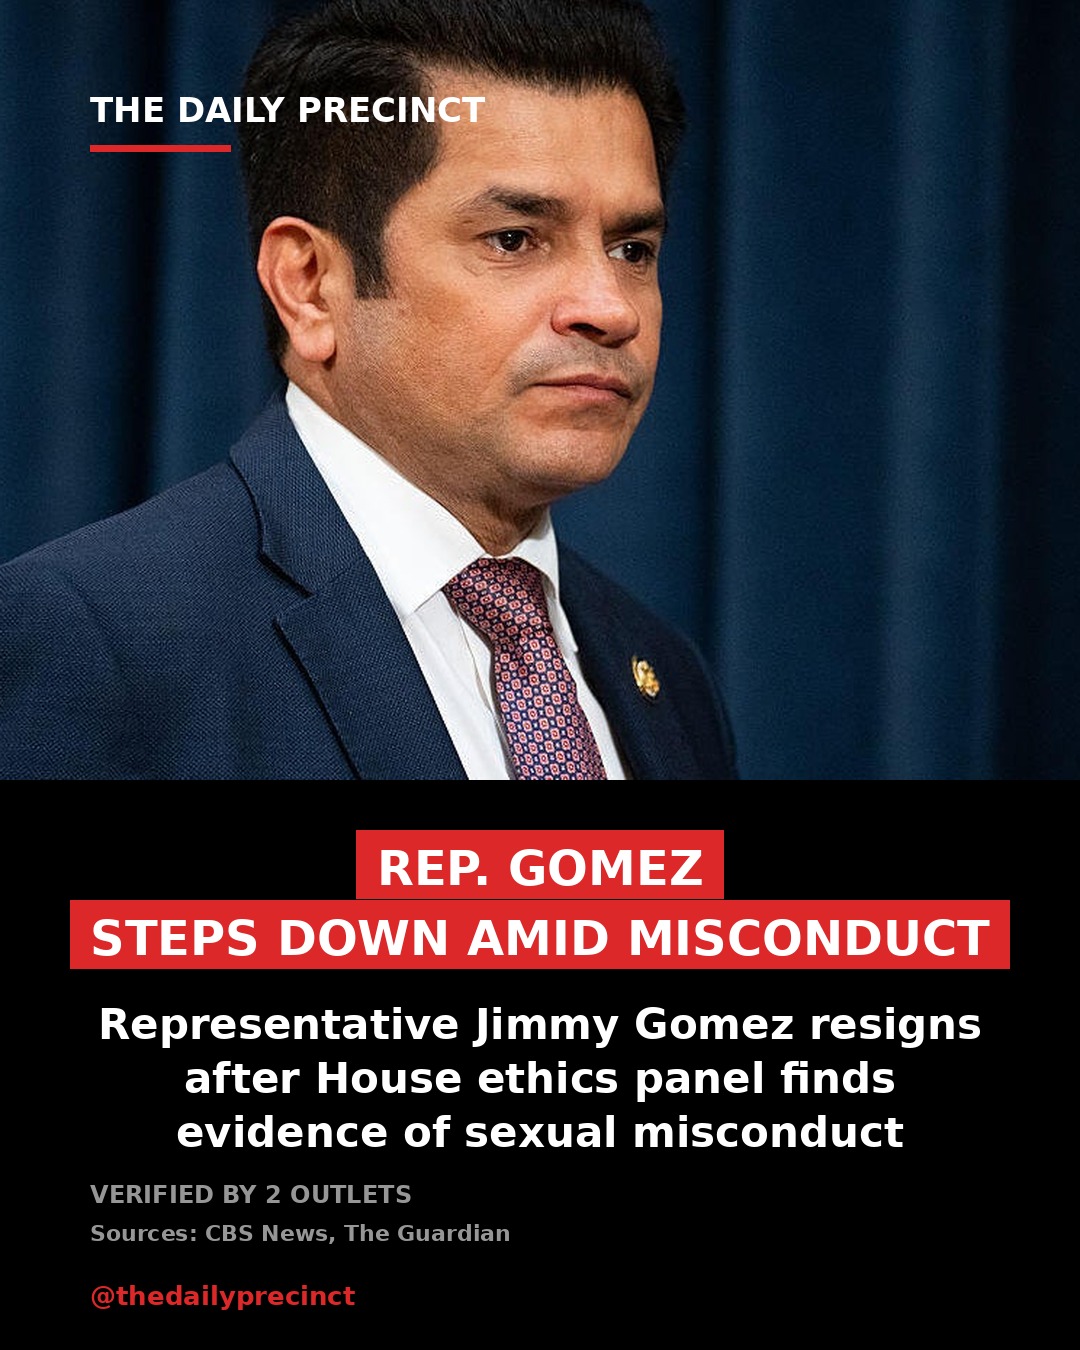 THE DAILY PRECINCT
REP. GOMEZ
STEPS DOWN AMID MISCONDUCT
Representative Jimmy Gomez resigns
after House ethics panel finds
evidence of sexual misconduct
VERIFIED BY 2 OUTLETS
Sources: CBS News, The Guardian
@thedailyprecinct